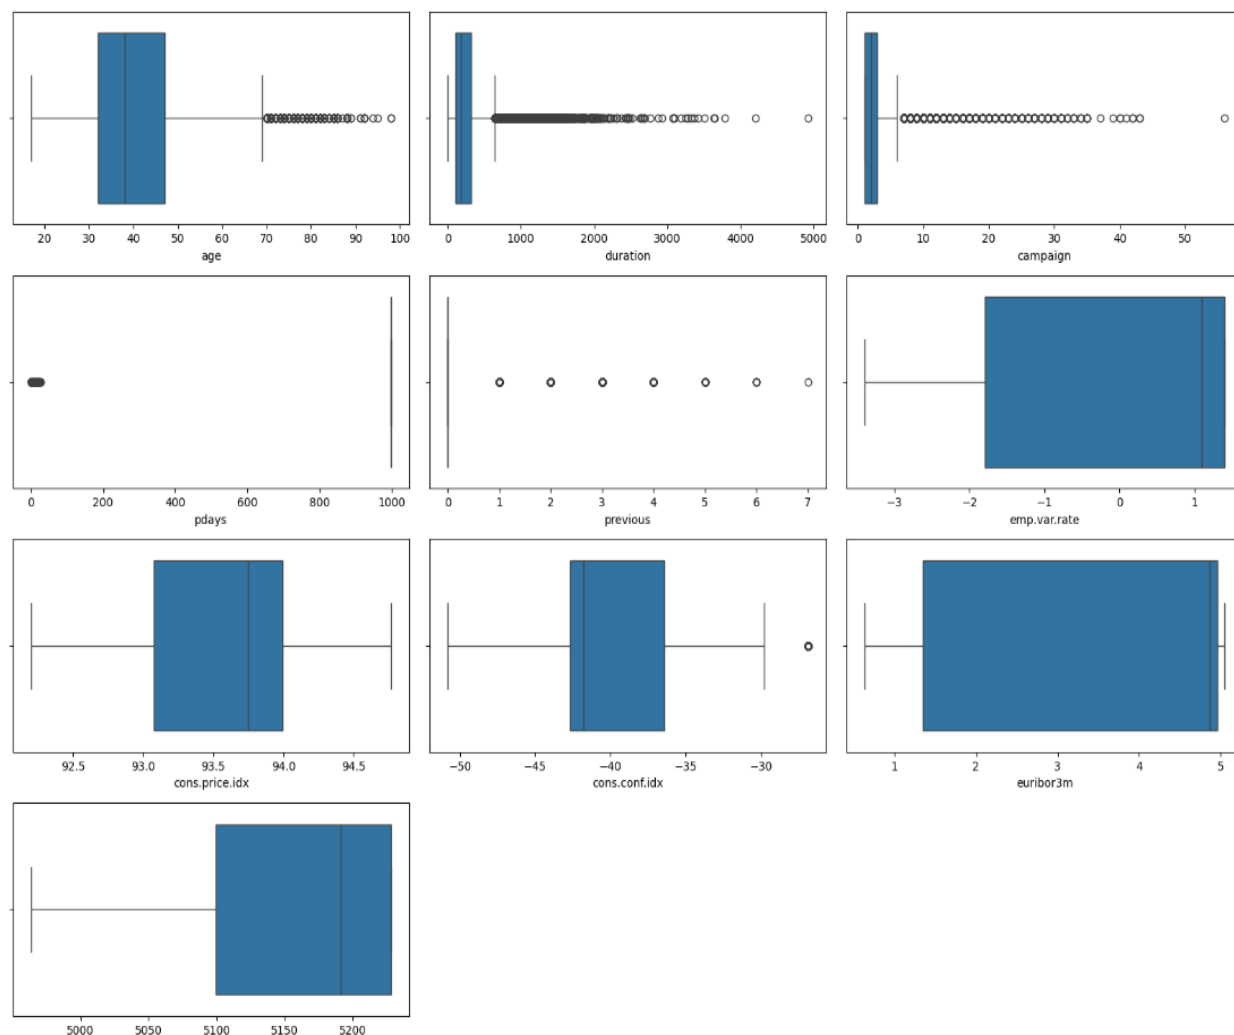 20 30 40 50 60 70 80 90 100
age
0 1000 2000 3000 4000 5000
duration
0 10 20 30 40 50
campaign
0 200 400 600 800 1000
pdays
0 1 2 3 4 5 6 7
previous
−3 −2 −1 0 1
emp.var.rate
92.5 93.0 93.5 94.0 94.5
cons.price.idx
−50 −45 −40 −35 −30
cons.conf.idx
1 2 3 4 5
euribor3m
5000 5050 5100 5150 5200